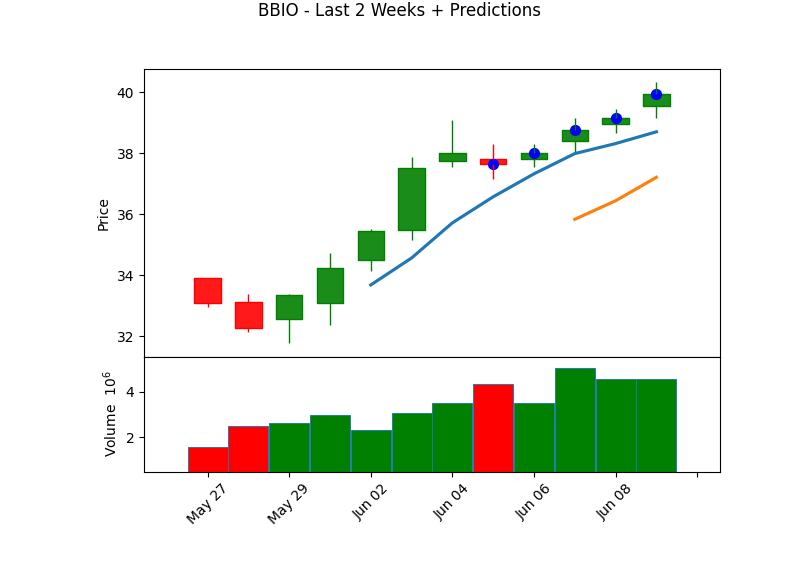 BBIO - Last 2 Weeks + Predictions
40
38
36
34
32
Price
4
2
Volume 10^6
May 27
May 29
Jun 02
Jun 04
Jun 06
Jun 08